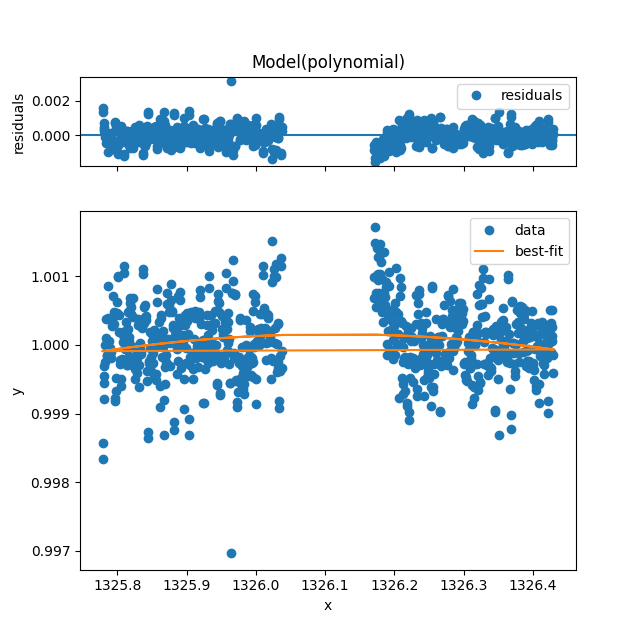 Model(polynomial)
residuals
0.002
0.000
residuals
data
best-fit
1.001
1.000
0.999
0.998
0.997
y
1325.8 1325.9 1326.0 1326.1 1326.2 1326.3 1326.4
x